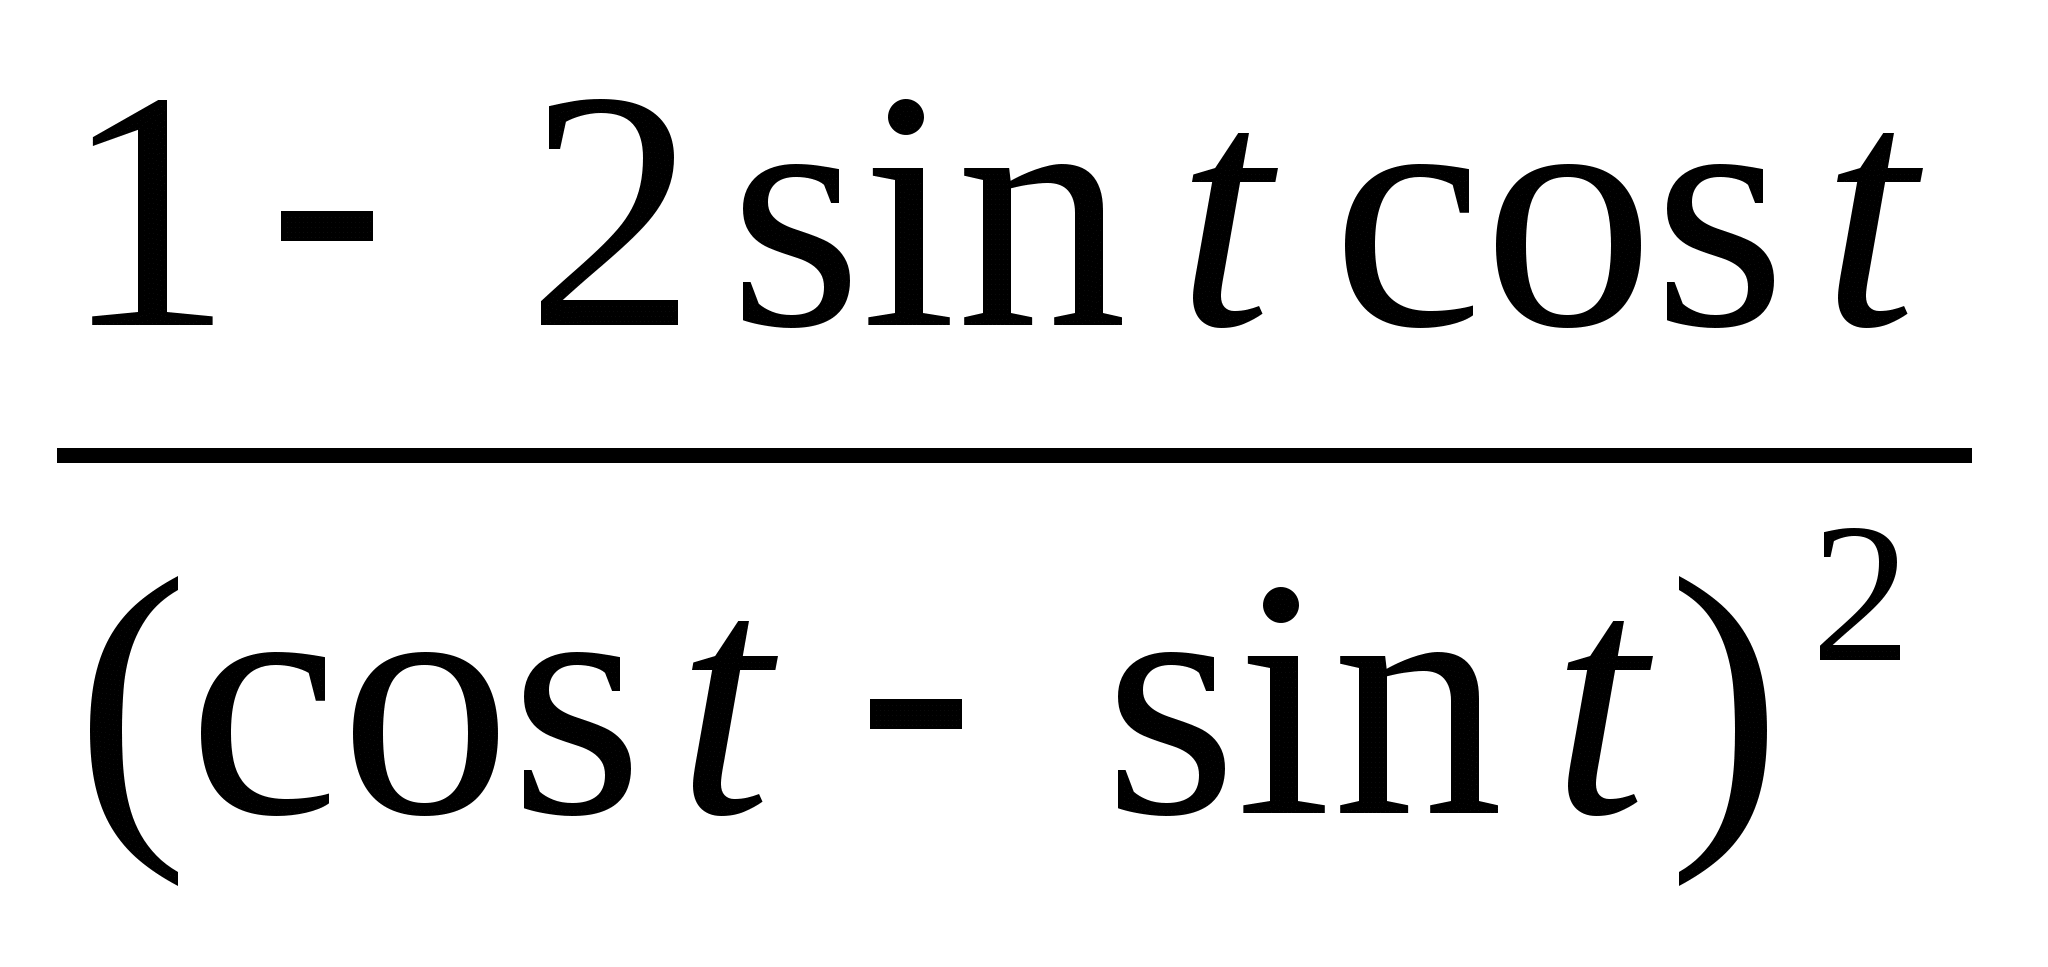 1 - 2 sin t cos t
(cos t - sin t)²